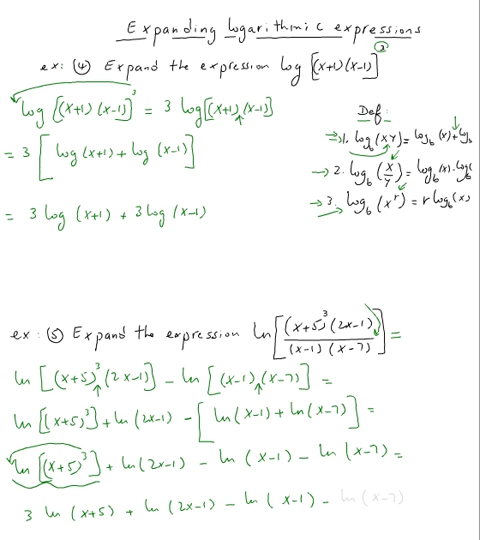 Expanding logarithmic expressions
ex: ④ Expand the expression log [(x+1)(x-1)]³
log [(x+1)(x-1)]³ = 3 log[(x+1)(x-1)]
= 3 [log(x+1) + log(x-1)]
= 3 log (x+1) + 3 log (x-1)
Def:
→ 1. log_b (XY) = log_b (x) + log_b
→ 2. log_b (X/Y) = log_b (x) - log_b
→ 3. log_b (x^r) = r log_b (x)
ex: ⑤ Expand the expression ln[((x+5)³ (2x-1))/((x-1)(x-7))] =
ln [(x+5)³ (2x-1)] - ln [(x-1)(x-7)] =
ln [(x+5)³] + ln (2x-1) - [ln(x-1) + ln(x-7)] =
ln [(x+5)³] + ln(2x-1) - ln (x-1) - ln (x-7) =
3 ln (x+5) + ln (2x-1) - ln (x-1) - ln (x-7)